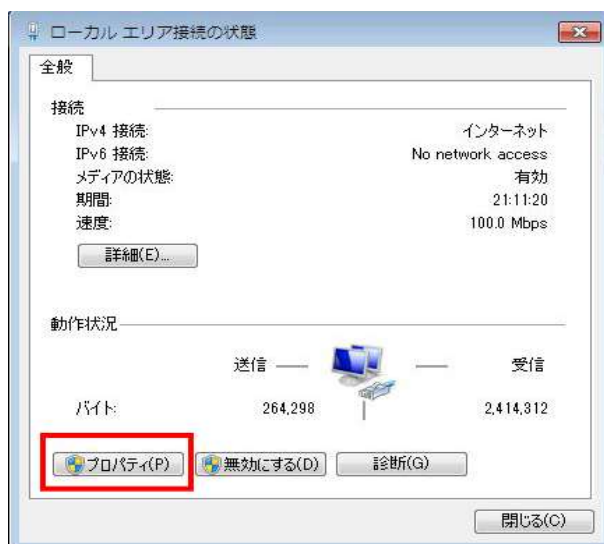 ローカル エリア接続の状態
全般
接続
IPv4 接続: インターネット
IPv6 接続: No network access
メディアの状態: 有効
期間: 21:11:20
速度: 100.0 Mbps
詳細(E)...
動作状況
送信 受信
バイト: 264,298 2,414,312
プロパティ(P) 無効にする(D) 診断(G)
閉じる(C)